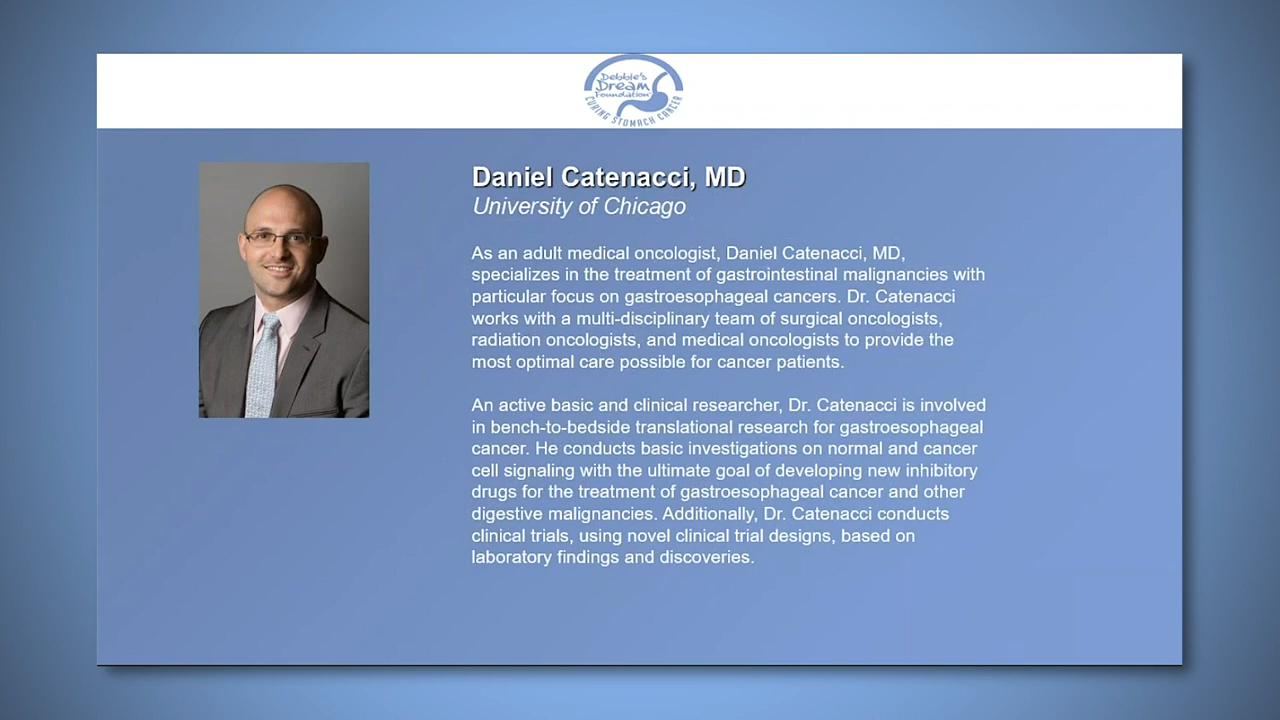 Debbie's
Dream
Foundation
CURING STOMACH CANCER
Daniel Catenacci, MD
University of Chicago
As an adult medical oncologist, Daniel Catenacci, MD,
specializes in the treatment of gastrointestinal malignancies with
particular focus on gastroesophageal cancers. Dr. Catenacci
works with a multi-disciplinary team of surgical oncologists,
radiation oncologists, and medical oncologists to provide the
most optimal care possible for cancer patients.
An active basic and clinical researcher, Dr. Catenacci is involved
in bench-to-bedside translational research for gastroesophageal
cancer. He conducts basic investigations on normal and cancer
cell signaling with the ultimate goal of developing new inhibitory
drugs for the treatment of gastroesophageal cancer and other
digestive malignancies. Additionally, Dr. Catenacci conducts
clinical trials, using novel clinical trial designs, based on
laboratory findings and discoveries.